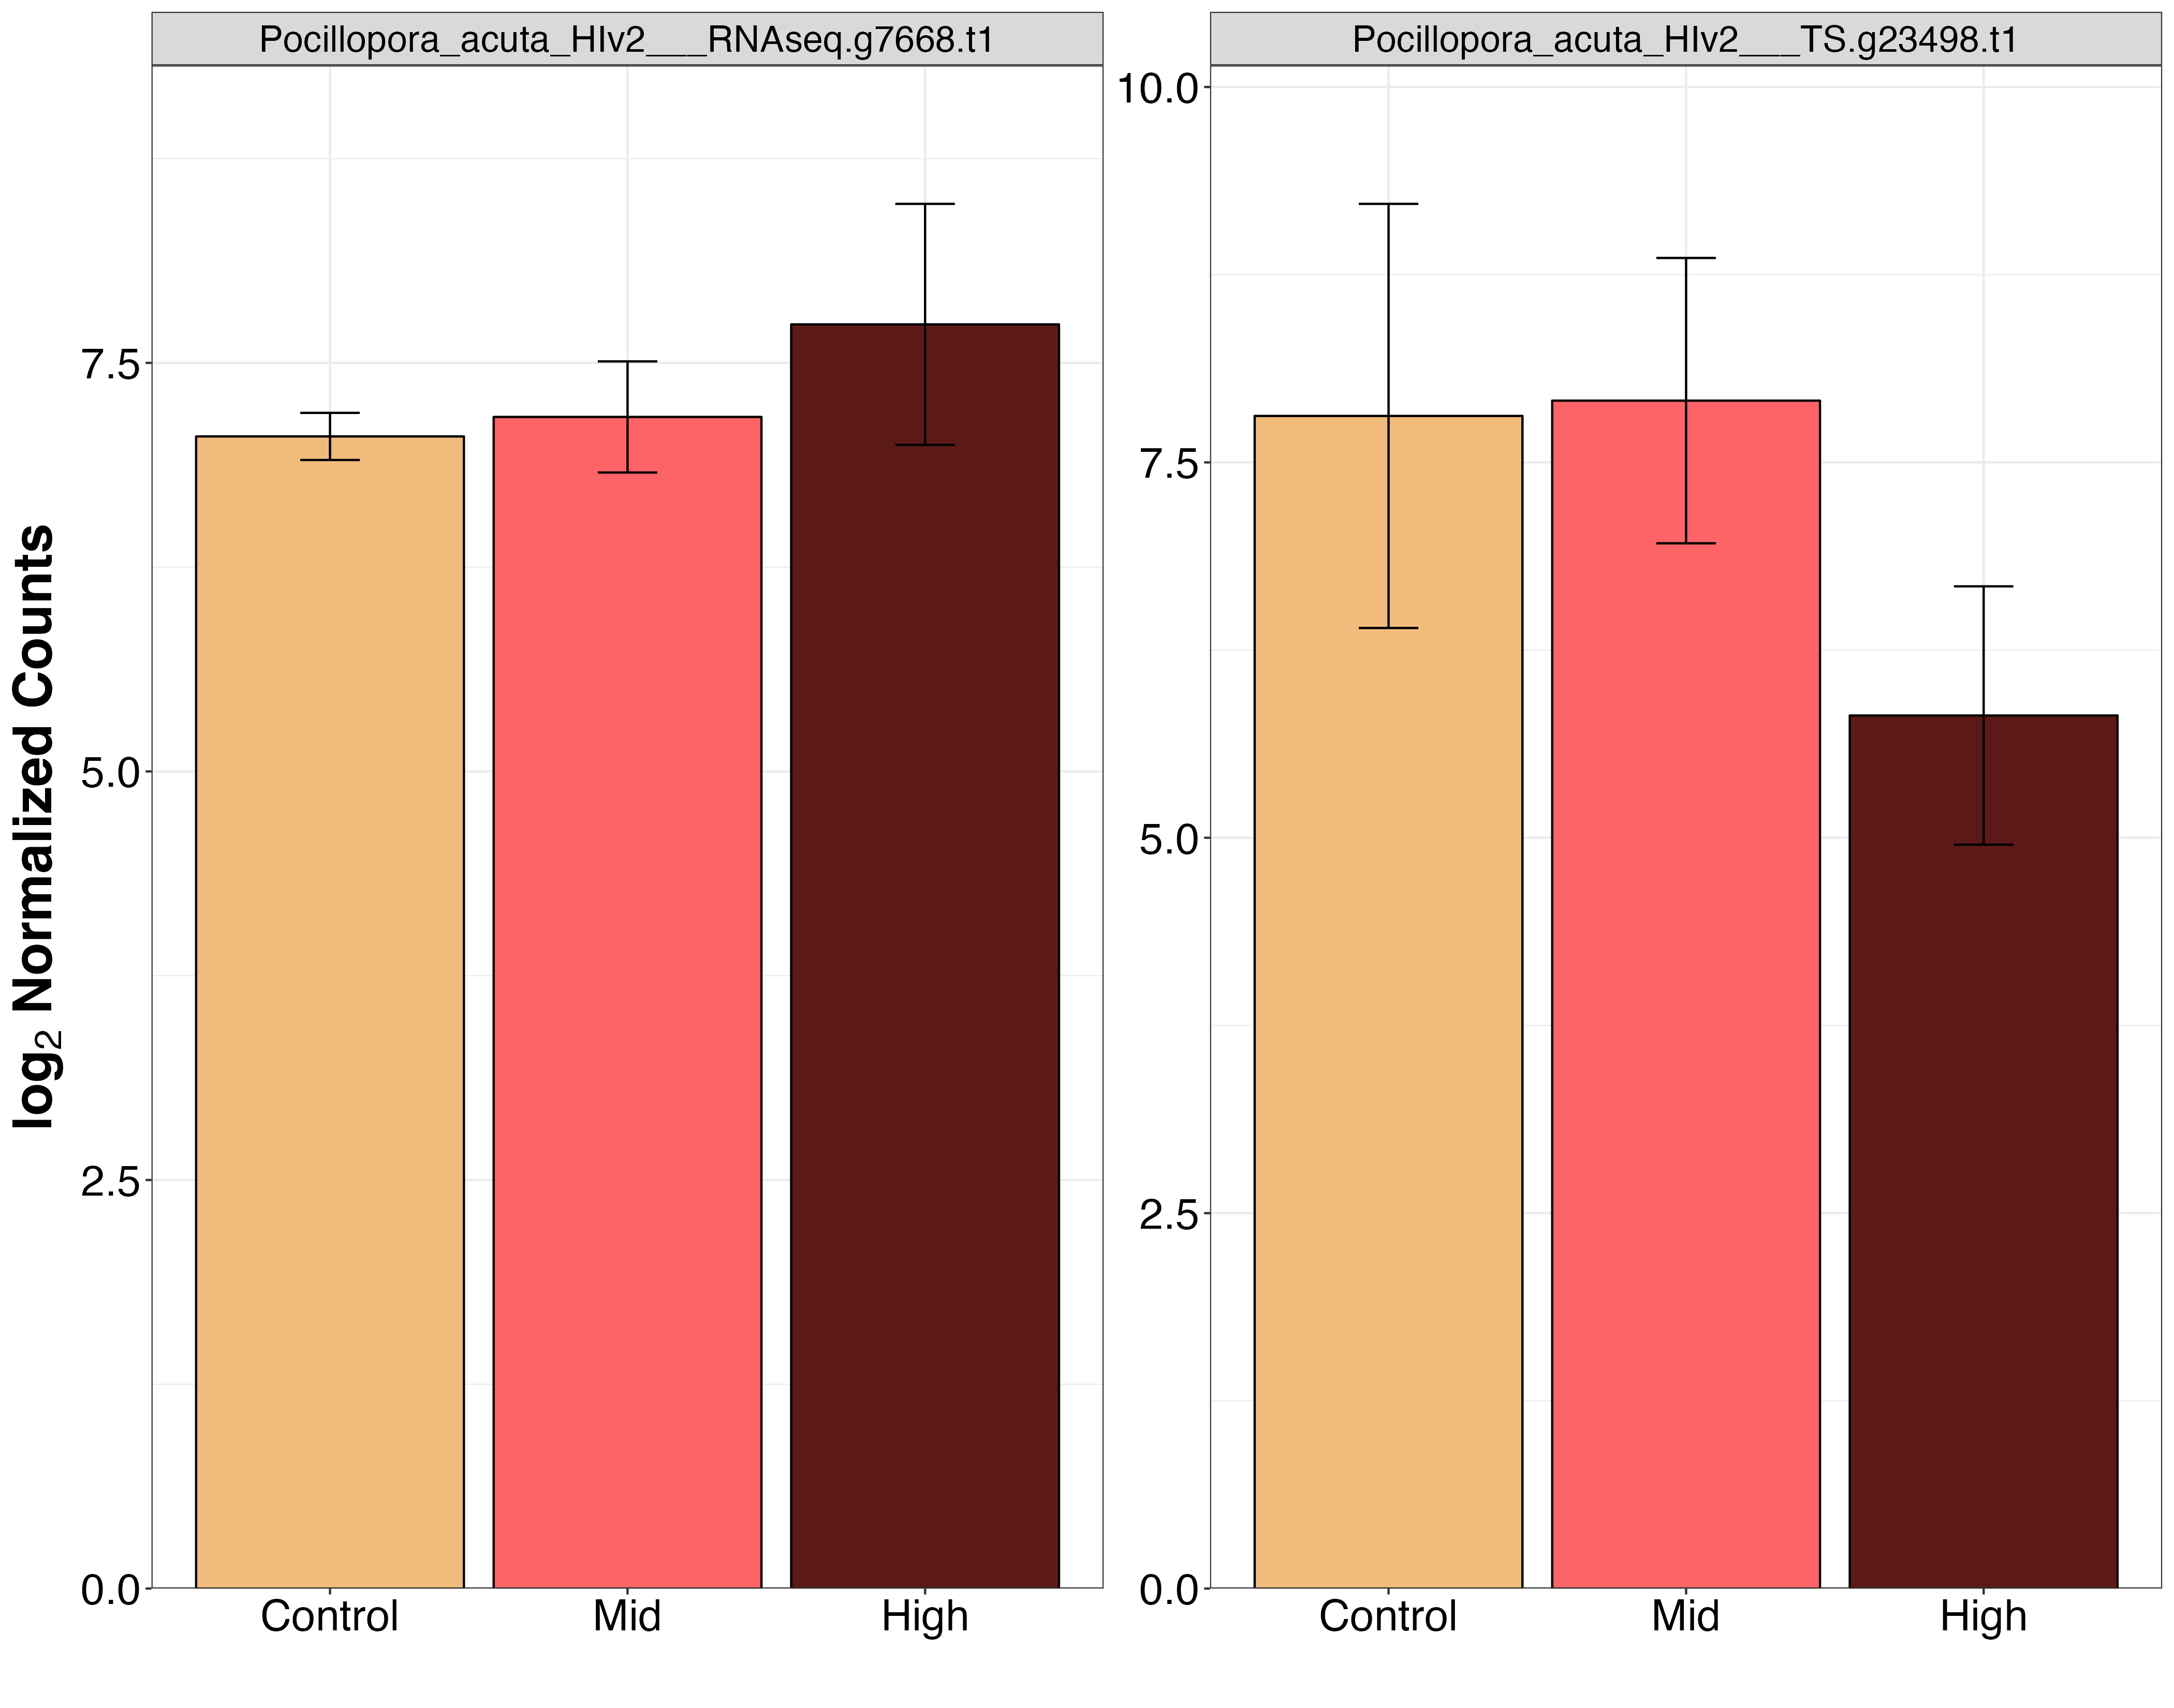 Pocillopora_acuta_HIv2___RNAseq.g7668.t1
Pocillopora_acuta_HIv2___TS.g23498.t1
log2 Normalized Counts
7.5
5.0
2.5
0.0
Control Mid High
10.0
7.5
5.0
2.5
0.0
Control Mid High